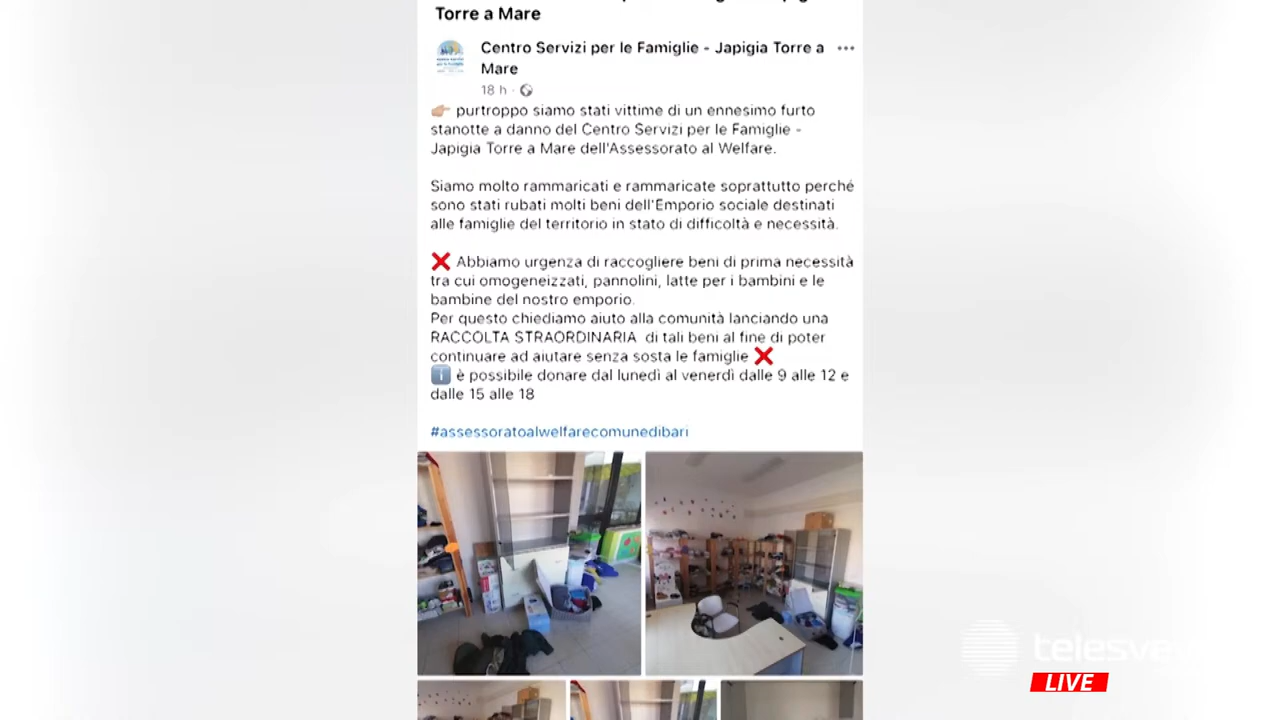 Torre a Mare
Centro Servizi per le Famiglie - Japigia Torre a
Mare
18 h ·
👉🏼 purtroppo siamo stati vittime di un ennesimo furto
stanotte a danno del Centro Servizi per le Famiglie -
Japigia Torre a Mare dell'Assessorato al Welfare.
Siamo molto rammaricati e rammaricate soprattutto perché
sono stati rubati molti beni dell'Emporio sociale destinati
alle famiglie del territorio in stato di difficoltà e necessità.
❌ Abbiamo urgenza di raccogliere beni di prima necessità
tra cui omogeneizzati, pannolini, latte per i bambini e le
bambine del nostro emporio.
Per questo chiediamo aiuto alla comunità lanciando una
RACCOLTA STRAORDINARIA di tali beni al fine di poter
continuare ad aiutare senza sosta le famiglie ❌
ℹ️ è possibile donare dal lunedì al venerdì dalle 9 alle 12 e
dalle 15 alle 18
#assessoratoalwelfarecomunedibari
LIVE